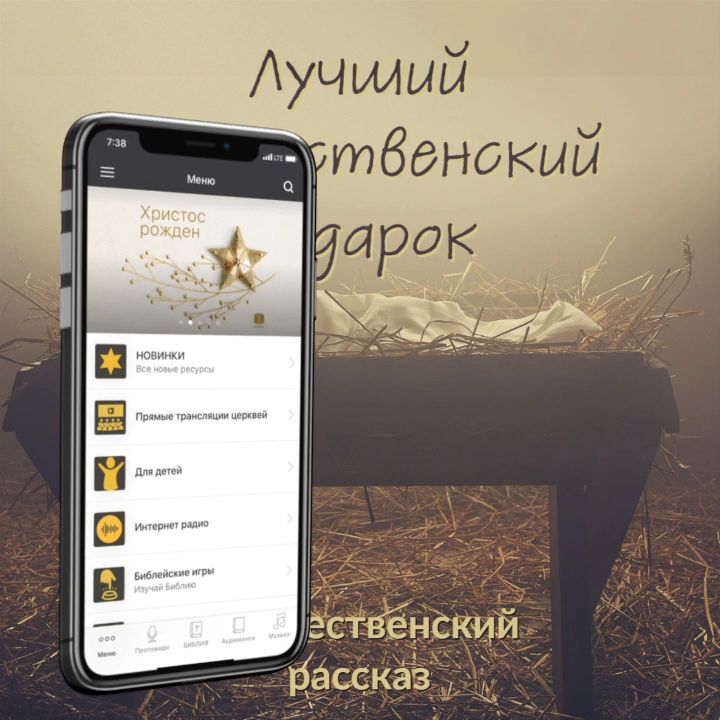 Лучший
ственский
дарок
7:38
LTE
Меню
Христос
рожден
НОВИНКИ
Все новые ресурсы
Прямые трансляции церквей
Для детей
Интернет радио
Библейские игры
Изучай Библию
Меню
Проповеди
БИБЛИЯ
Аудиокниги
Музыка
ественский
рассказ